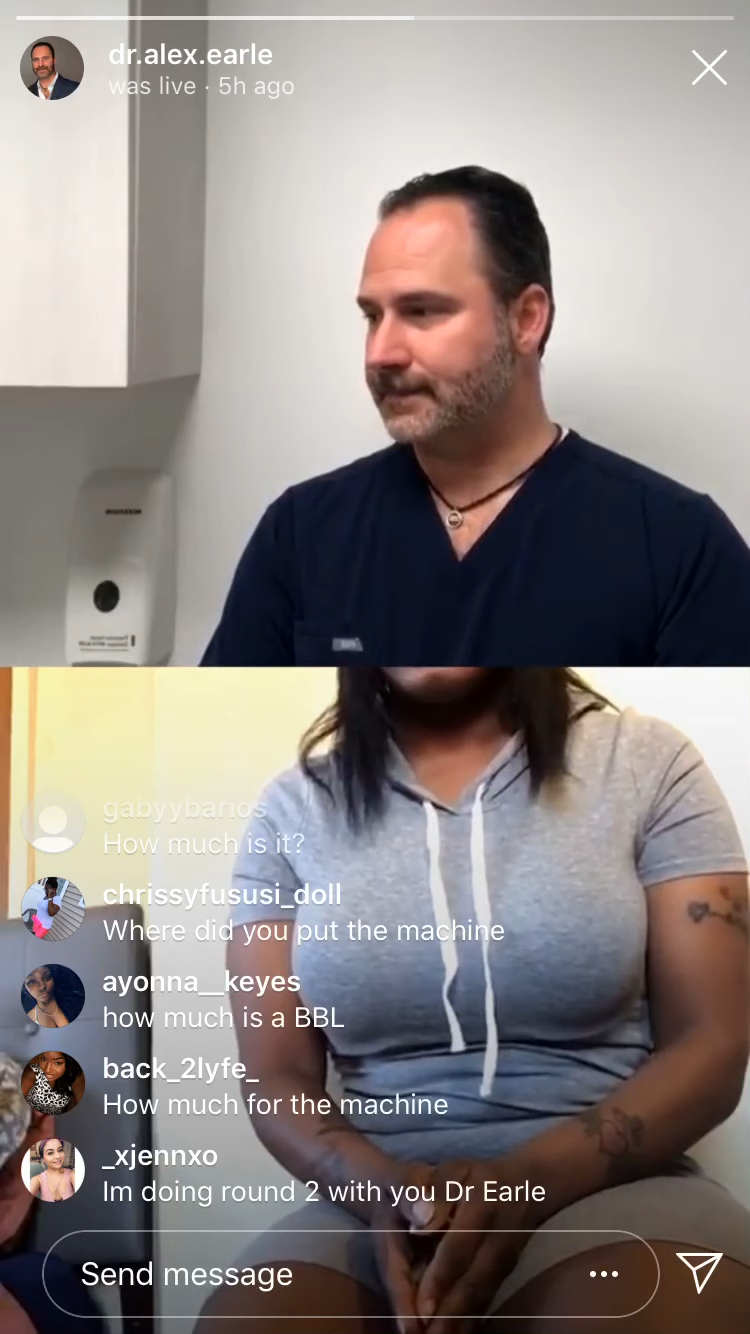 dr.alex.earle
was live · 5h ago
gabyybarios
How much is it?
chrissyfususi_doll
Where did you put the machine
ayonna__keyes
how much is a BBL
back_2lyfe_
How much for the machine
_xjennxo
Im doing round 2 with you Dr Earle
Send message